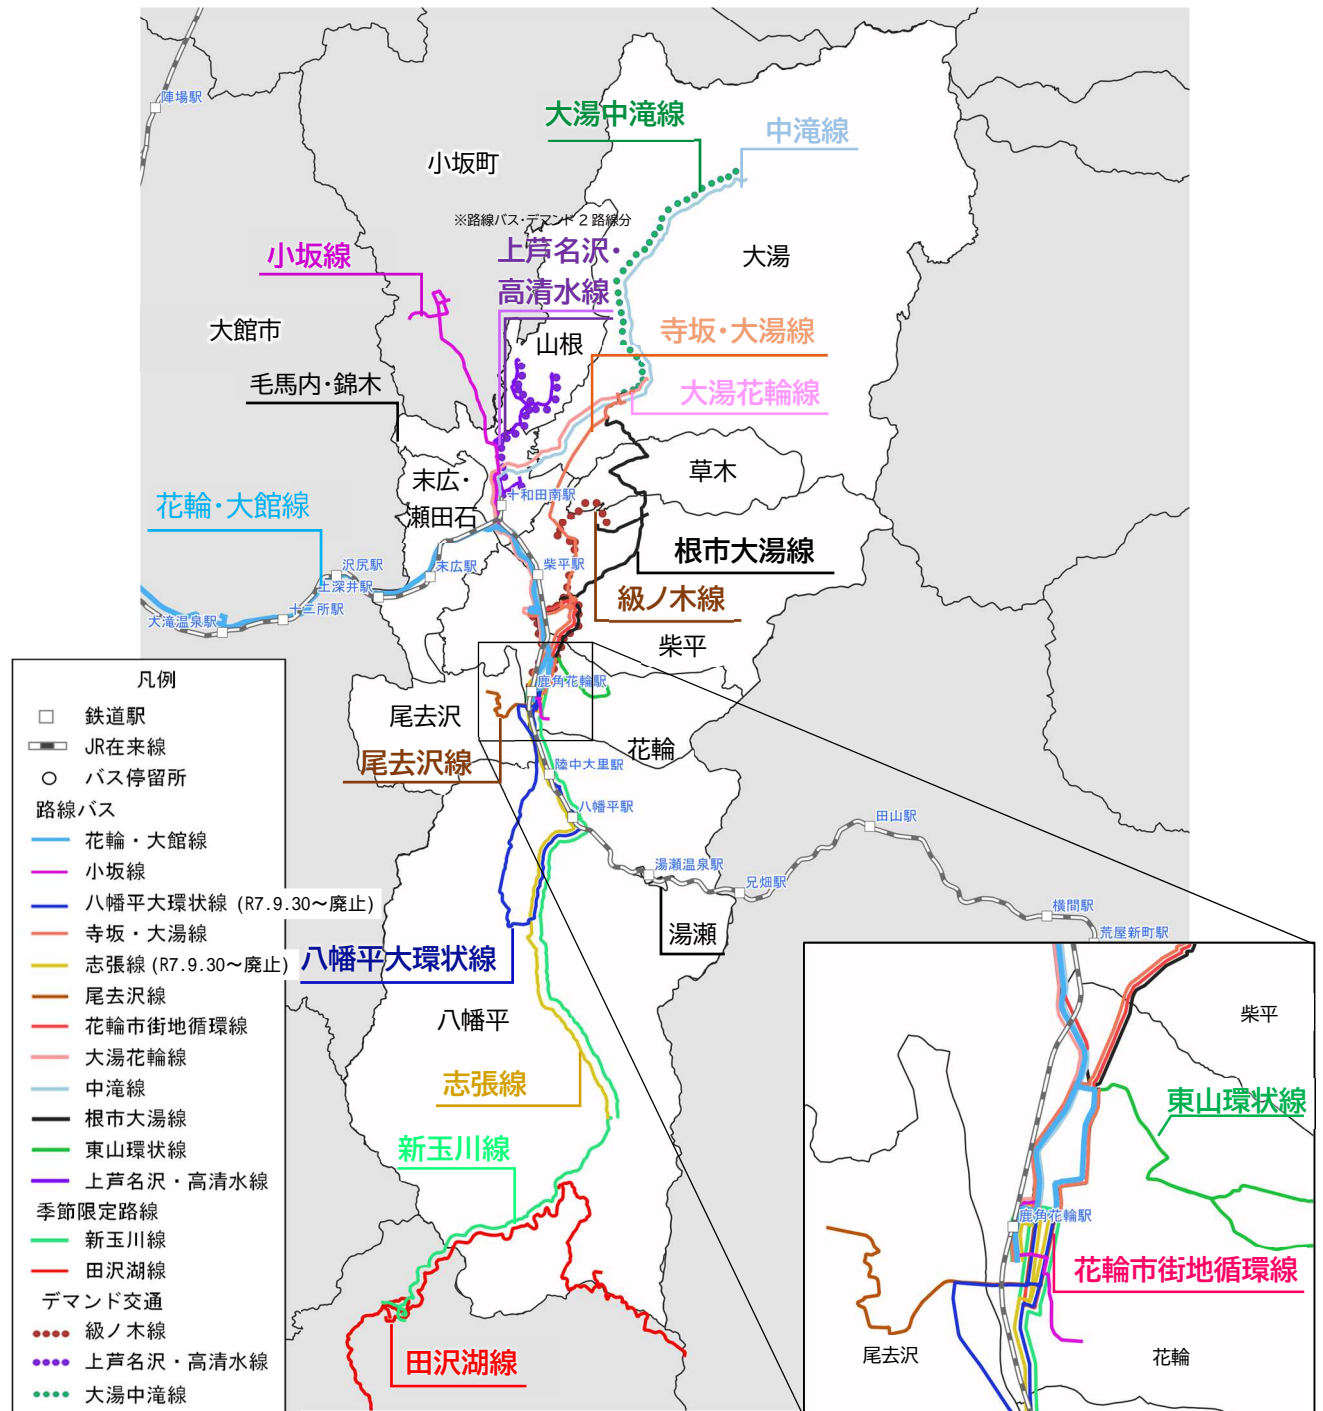 陣場駅
大湯中滝線
中滝線
小坂町
※路線バス・デマンド２路線分
小坂線
上芦名沢・
高清水線
大湯
大館市
山根
寺坂・大湯線
毛馬内・錦木
大湯花輪線
末広・
瀬田石
草木
花輪・大館線
十和田南駅
根市大湯線
沢尻駅
土深井駅
末広駅
柴平駅
級ノ木線
十二所駅
大滝温泉駅
柴平
鹿角花輪駅
尾去沢
花輪
尾去沢線
陸中大里駅
八幡平駅
田山駅
湯瀬温泉駅
兄畑駅
横間駅
湯瀬
荒屋新町駅
八幡平大環状線
八幡平
志張線
新玉川線
田沢湖線
凡例
鉄道駅
JR在来線
バス停留所
路線バス
花輪・大館線
小坂線
八幡平大環状線 (R7.9.30～廃止)
寺坂・大湯線
志張線 (R7.9.30～廃止)
尾去沢線
花輪市街地循環線
大湯花輪線
中滝線
根市大湯線
東山環状線
上芦名沢・高清水線
季節限定路線
新玉川線
田沢湖線
デマンド交通
級ノ木線
上芦名沢・高清水線
大湯中滝線
柴平
東山環状線
鹿角花輪駅
花輪市街地循環線
尾去沢
花輪